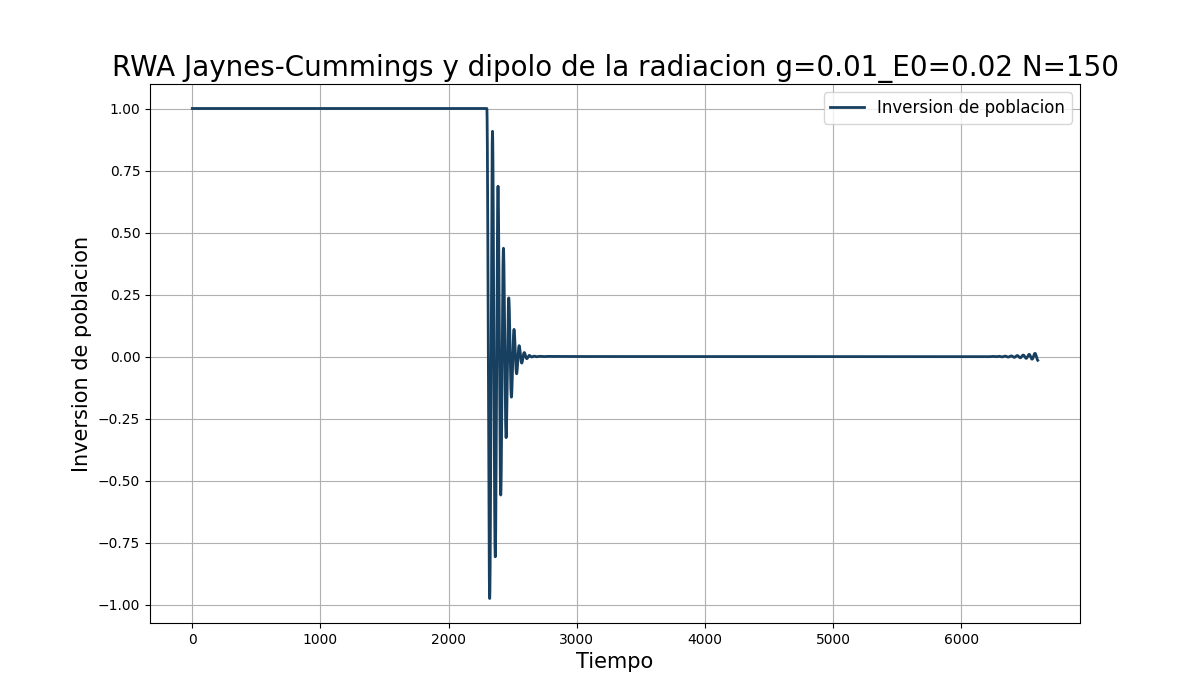 RWA Jaynes-Cummings y dipolo de la radiacion g=0.01_E0=0.02 N=150
Inversion de poblacion
Inversion de poblacion
1.00
0.75
0.50
0.25
0.00
−0.25
−0.50
−0.75
−1.00
0 1000 2000 3000 4000 5000 6000
Tiempo